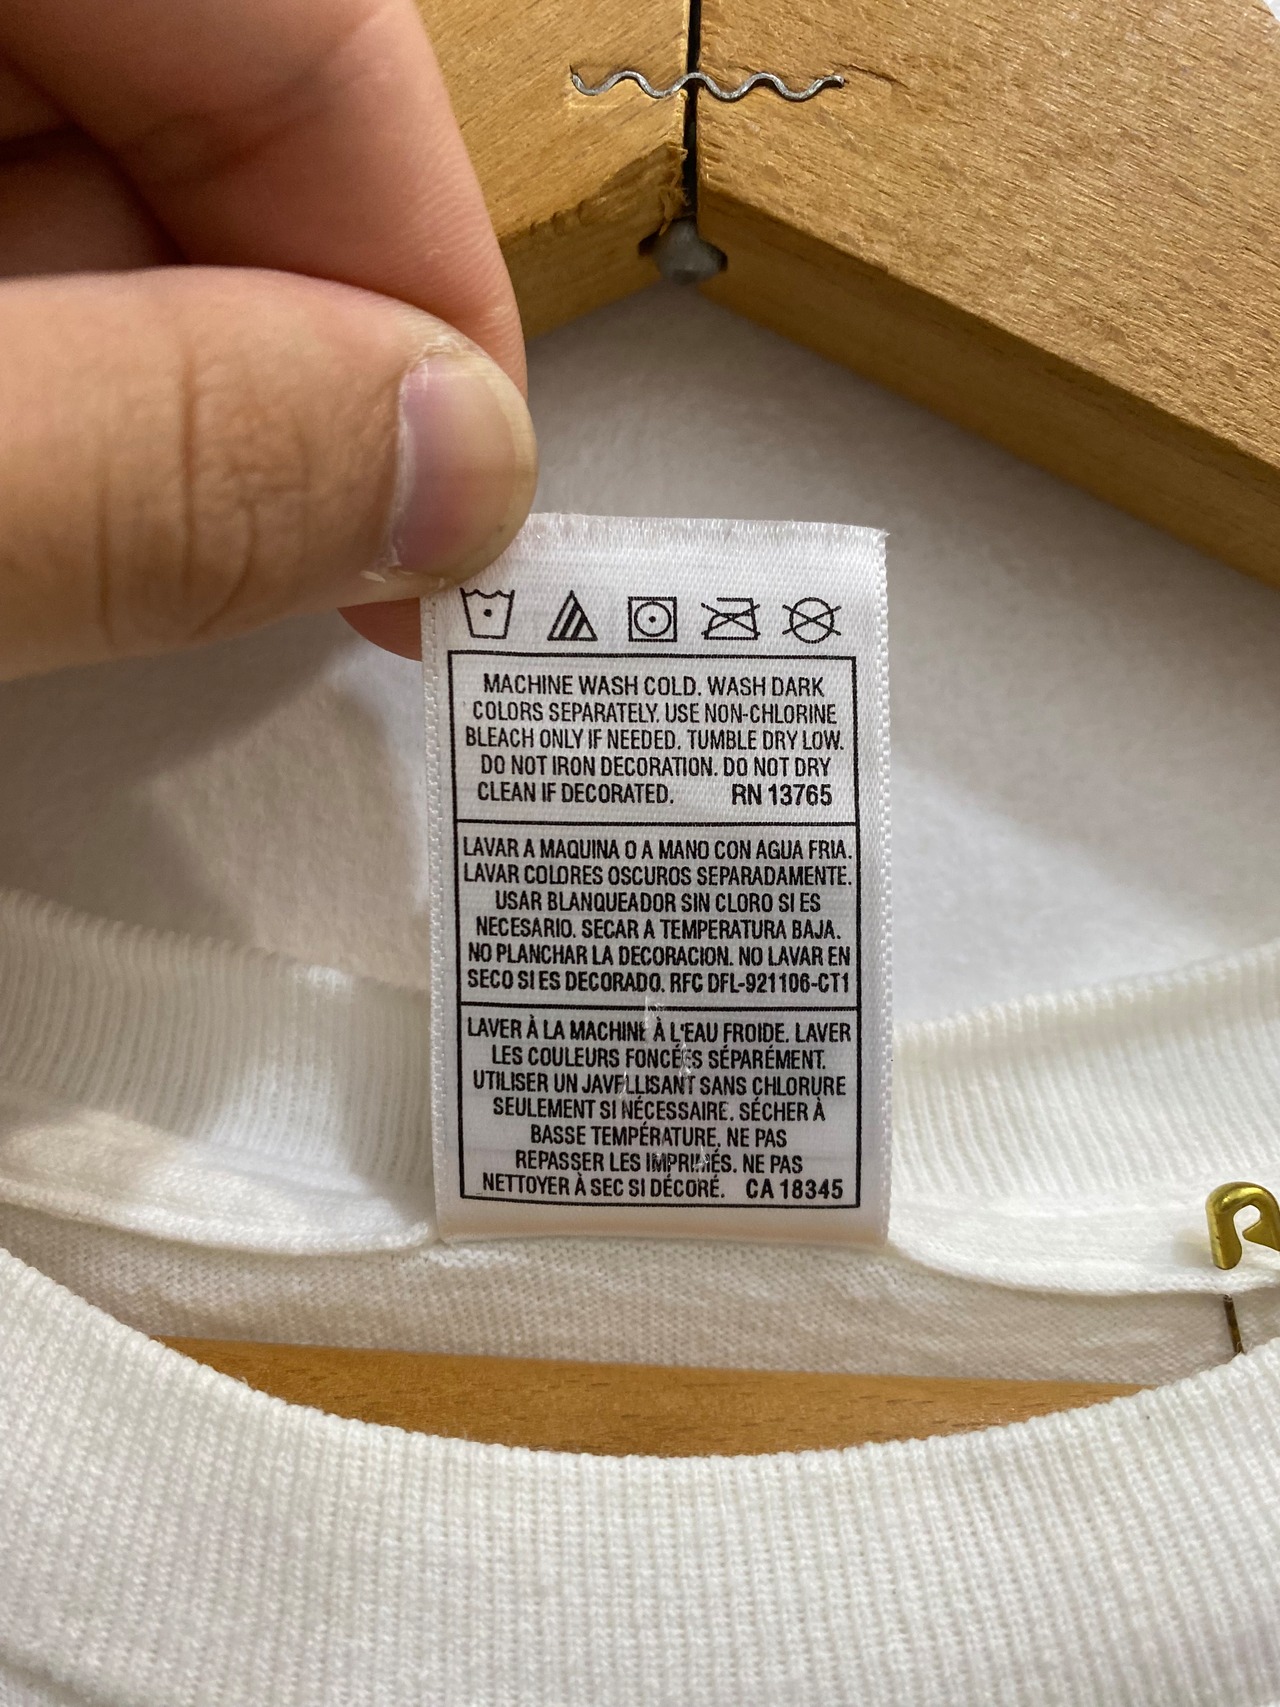 MACHINE WASH COLD. WASH DARK
COLORS SEPARATELY. USE NON-CHLORINE
BLEACH ONLY IF NEEDED. TUMBLE DRY LOW.
DO NOT IRON DECORATION. DO NOT DRY
CLEAN IF DECORATED. RN 13765
LAVAR A MAQUINA O A MANO CON AGUA FRIA.
LAVAR COLORES OSCUROS SEPARADAMENTE.
USAR BLANQUEADOR SIN CLORO SI ES
NECESARIO. SECAR A TEMPERATURA BAJA.
NO PLANCHAR LA DECORACION. NO LAVAR EN
SECO SI ES DECORADO. RFC DFL-921106-CT1
LAVER À LA MACHINE À L'EAU FROIDE. LAVER
LES COULEURS FONCÉES SÉPARÉMENT.
UTILISER UN JAVELLISANT SANS CHLORURE
SEULEMENT SI NÉCESSAIRE. SÉCHER À
BASSE TEMPÉRATURE. NE PAS
REPASSER LES IMPRIMÉS. NE PAS
NETTOYER À SEC SI DÉCORÉ. CA 18345